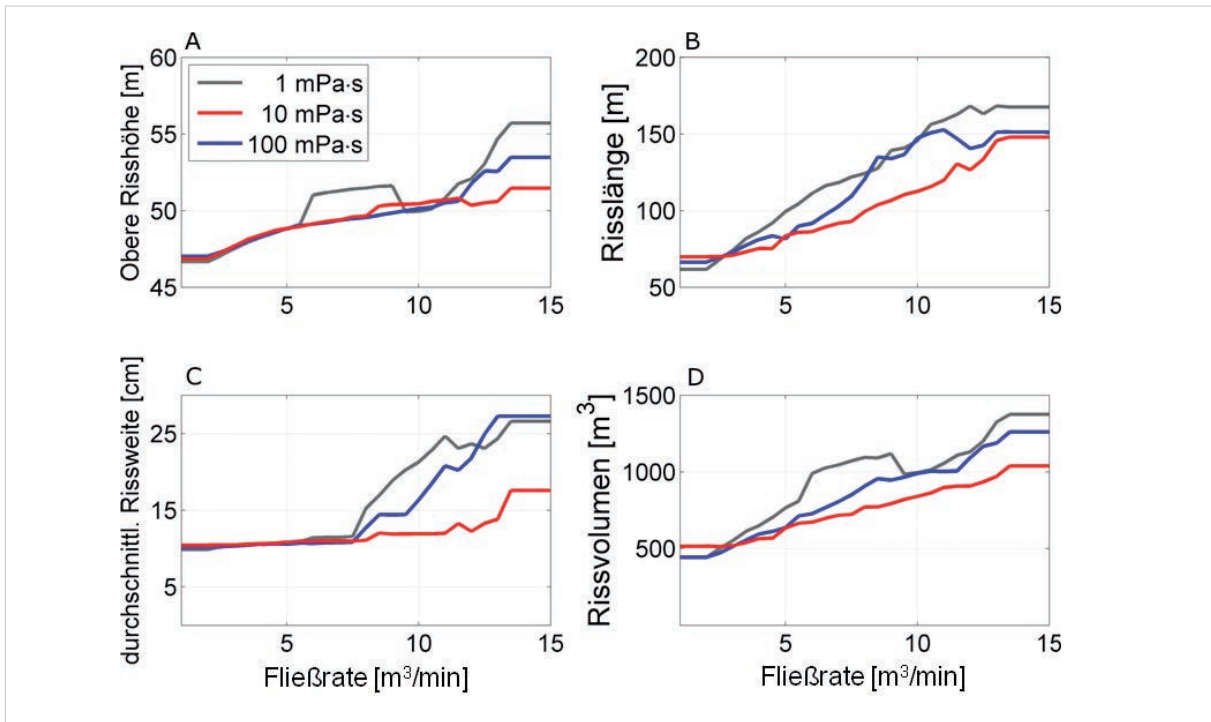 A
Obere Risshöhe [m]
60
55
50
45
1 mPa·s
10 mPa·s
100 mPa·s
5
10
15
B
Risslänge [m]
200
150
100
50
5
10
15
C
durchschnittl. Rissweite [cm]
25
15
5
5
10
15
Fließrate [m³/min]
D
Rissvolumen [m³]
1500
1000
500
5
10
15
Fließrate [m³/min]